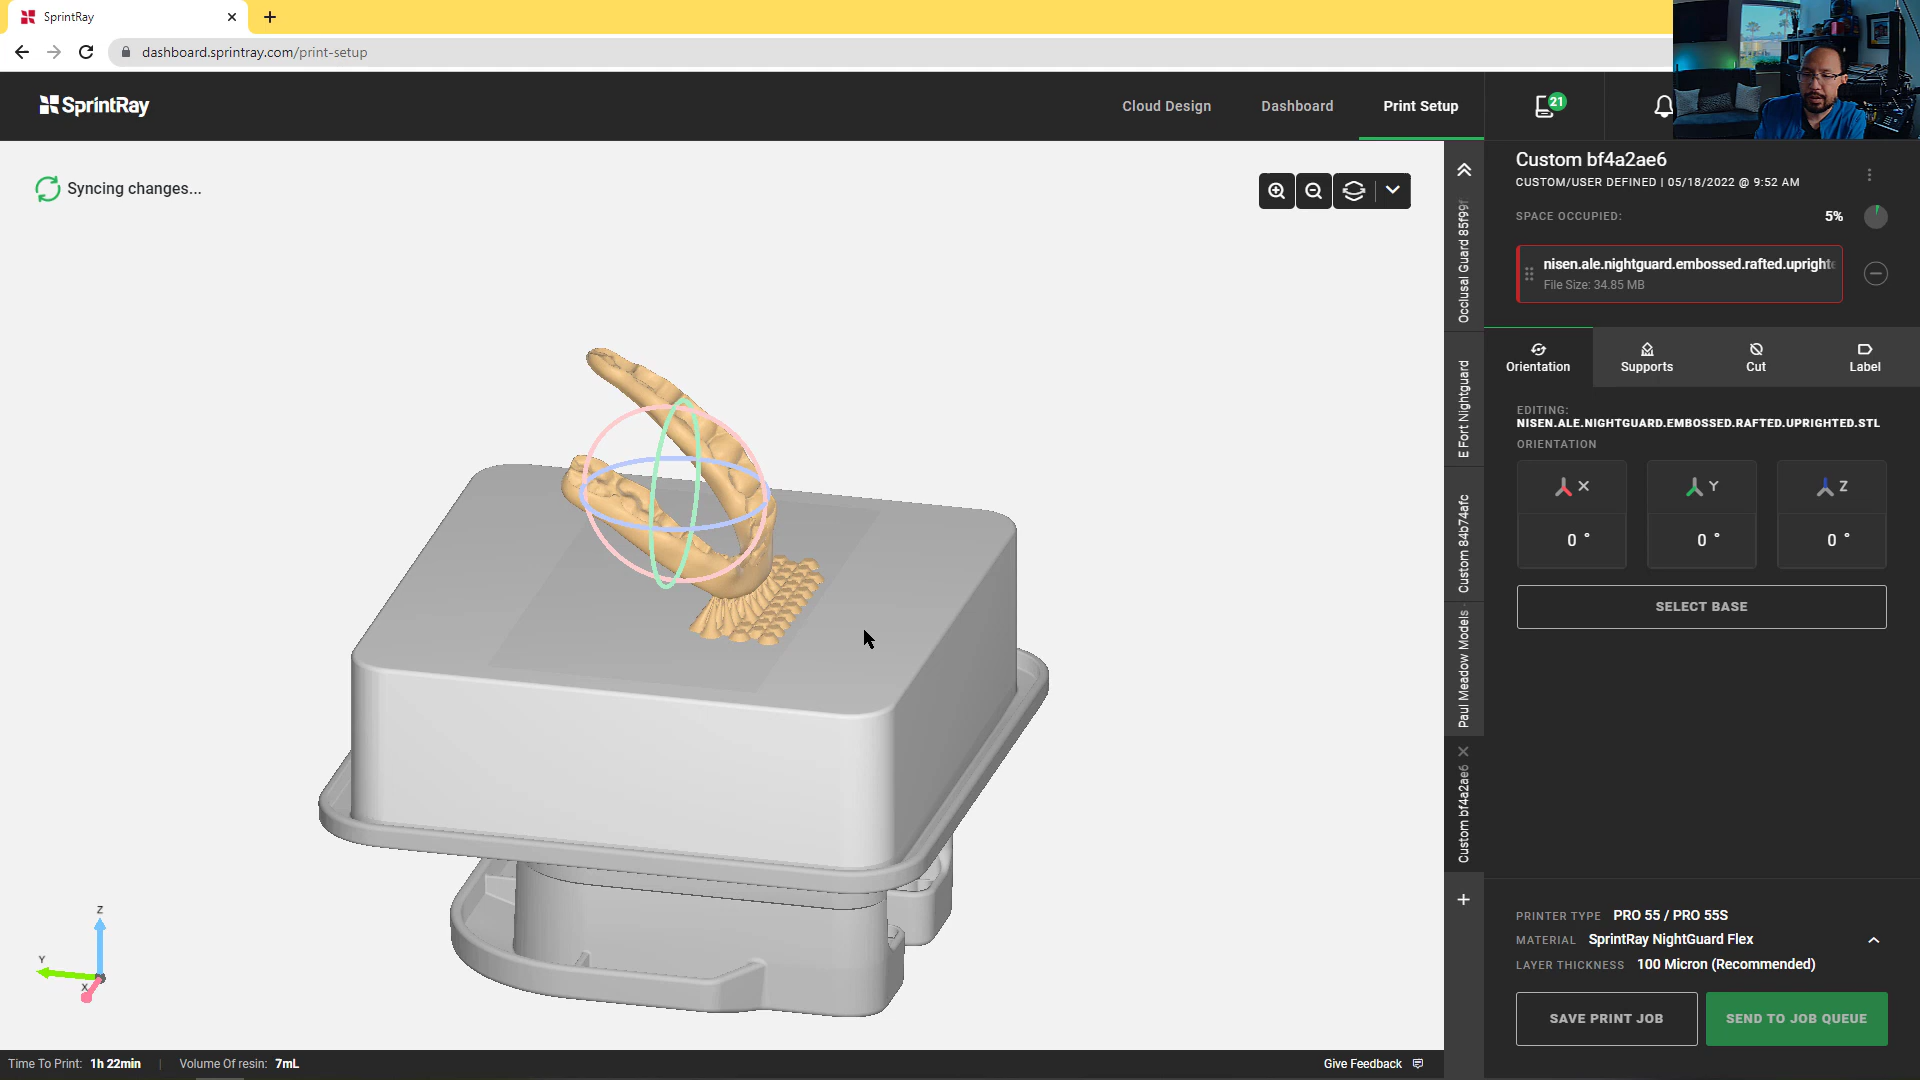 SprintRay
dashboard.sprintray.com/print-setup
SprintRay
Cloud Design
Dashboard
Print Setup
21
Syncing changes...
Occlusal Guard 85f99f
E Fort Nightguard
Custom 84b74afc
Paul Meadow Models
Custom bf4a2ae6
Custom bf4a2ae6
CUSTOM/USER DEFINED | 05/18/2022 @ 9:52 AM
SPACE OCCUPIED:
5%
nisen.ale.nightguard.embossed.rafted.uprighte
File Size: 34.85 MB
Orientation
Supports
Cut
Label
EDITING:
NISEN.ALE.NIGHTGUARD.EMBOSSED.RAFTED.UPRIGHTED.STL
ORIENTATION
X
Y
Z
0 °
0 °
0 °
SELECT BASE
PRINTER TYPE PRO 55 / PRO 55S
MATERIAL SprintRay NightGuard Flex
LAYER THICKNESS 100 Micron (Recommended)
SAVE PRINT JOB
SEND TO JOB QUEUE
Z
Y
X
Time To Print: 1h 22min | Volume Of resin: 7mL
Give Feedback